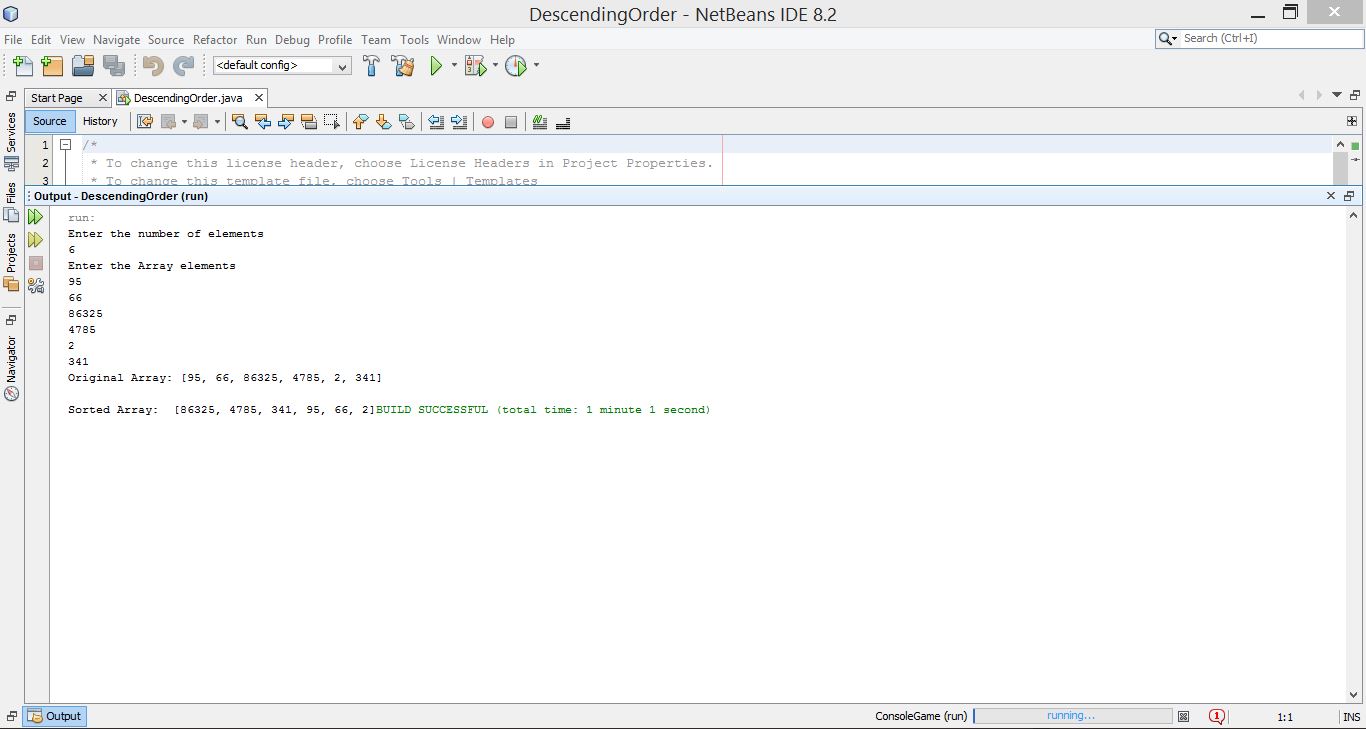 DescendingOrder - NetBeans IDE 8.2
File Edit View Navigate Source Refactor Run Debug Profile Team Tools Window Help
Search (Ctrl+I)
<default config>
Start Page
DescendingOrder.java
Source History
1 /*
2 * To change this license header, choose License Headers in Project Properties.
3 * To change this template file, choose Tools | Templates
Services
Files
Projects
Navigator
Output - DescendingOrder (run)
run:
Enter the number of elements
6
Enter the Array elements
95
66
86325
4785
2
341
Original Array: [95, 66, 86325, 4785, 2, 341]
Sorted Array:  [86325, 4785, 341, 95, 66, 2]BUILD SUCCESSFUL (total time: 1 minute 1 second)
Output
ConsoleGame (run)
running...
1
1:1
INS